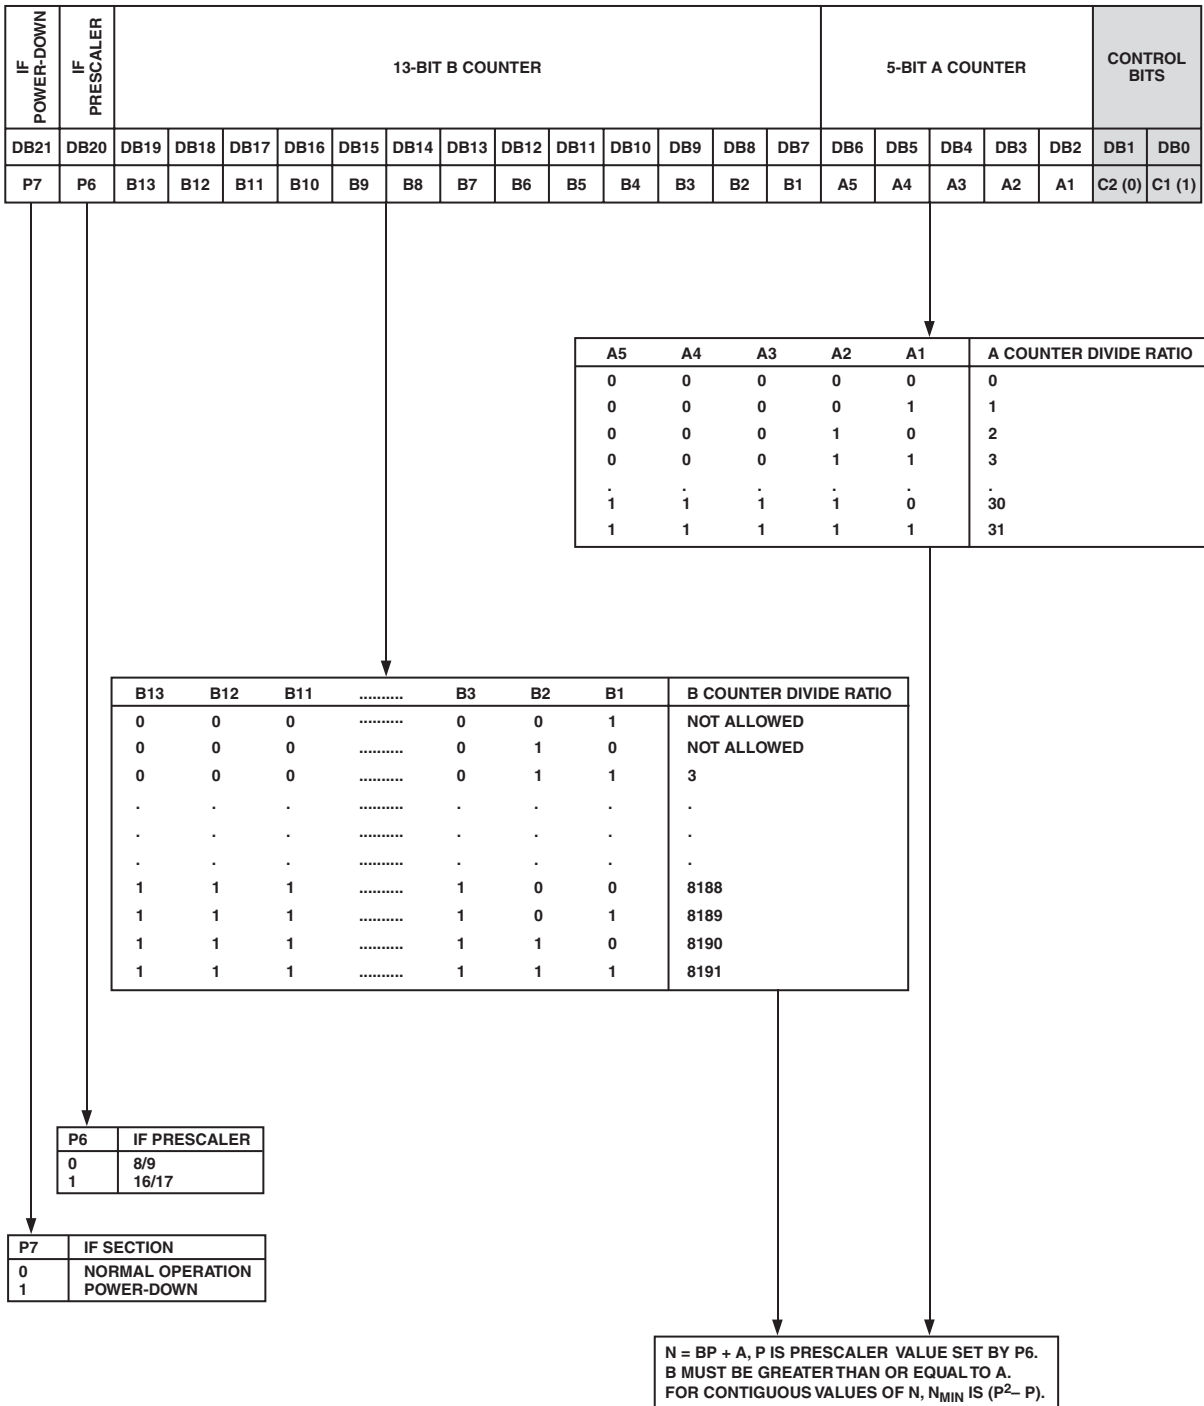 IF
POWER-DOWN
IF
PRESCALER
13-BIT B COUNTER
5-BIT A COUNTER
CONTROL
BITS
DB21 DB20 DB19 DB18 DB17 DB16 DB15 DB14 DB13 DB12 DB11 DB10 DB9 DB8 DB7 DB6 DB5 DB4 DB3 DB2 DB1 DB0
P7 P6 B13 B12 B11 B10 B9 B8 B7 B6 B5 B4 B3 B2 B1 A5 A4 A3 A2 A1 C2 (0) C1 (1)
A5 A4 A3 A2 A1 A COUNTER DIVIDE RATIO
0 0 0 0 0 0
0 0 0 0 1 1
0 0 0 1 0 2
0 0 0 1 1 3
. . . . . .
1 1 1 1 0 30
1 1 1 1 1 31
B13 B12 B11 .......... B3 B2 B1 B COUNTER DIVIDE RATIO
0 0 0 .......... 0 0 1 NOT ALLOWED
0 0 0 .......... 0 1 0 NOT ALLOWED
0 0 0 .......... 0 1 1 3
. . . .......... . . . .
. . . .......... . . . .
. . . .......... . . . .
1 1 1 .......... 1 0 0 8188
1 1 1 .......... 1 0 1 8189
1 1 1 .......... 1 1 0 8190
1 1 1 .......... 1 1 1 8191
P6 IF PRESCALER
0 8/9
1 16/17
P7 IF SECTION
0 NORMAL OPERATION
1 POWER-DOWN
N = BP + A, P IS PRESCALER VALUE SET BY P6.
B MUST BE GREATER THAN OR EQUAL TO A.
FOR CONTIGUOUS VALUES OF N, N_MIN IS (P²– P).